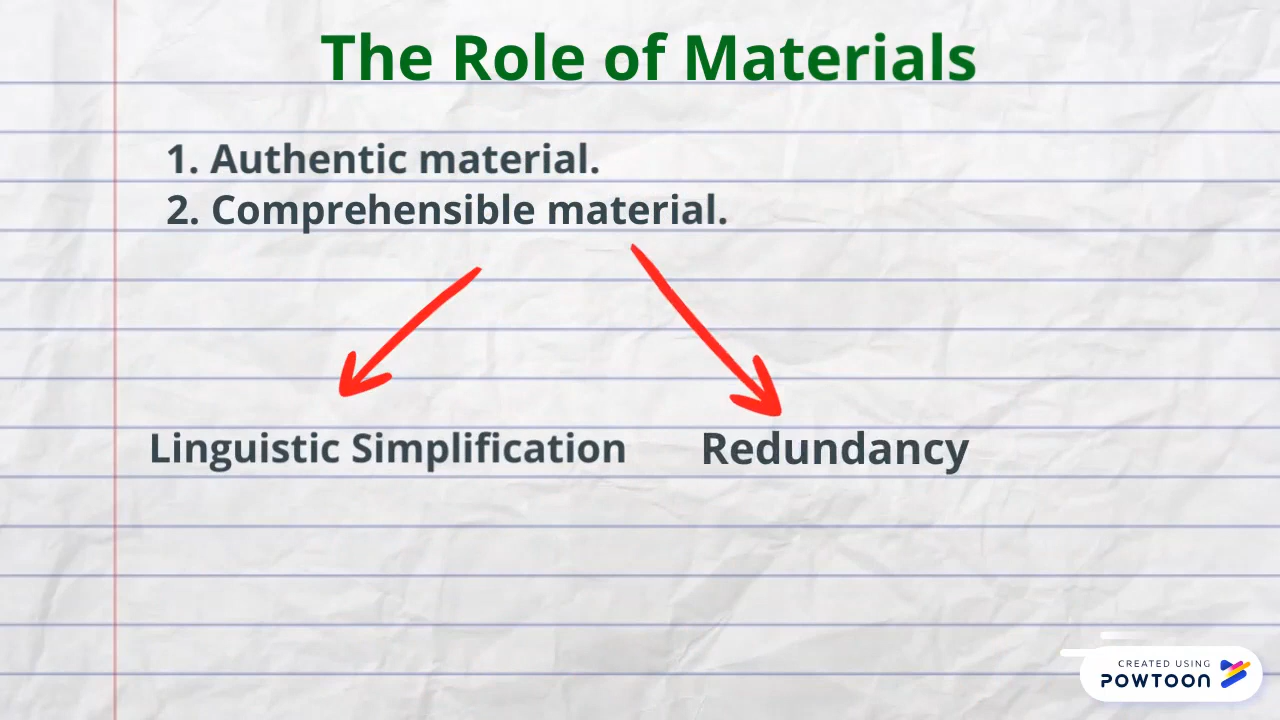 The Role of Materials
1. Authentic material.
2. Comprehensible material.
Linguistic Simplification
Redundancy
CREATED USING
POWTOON